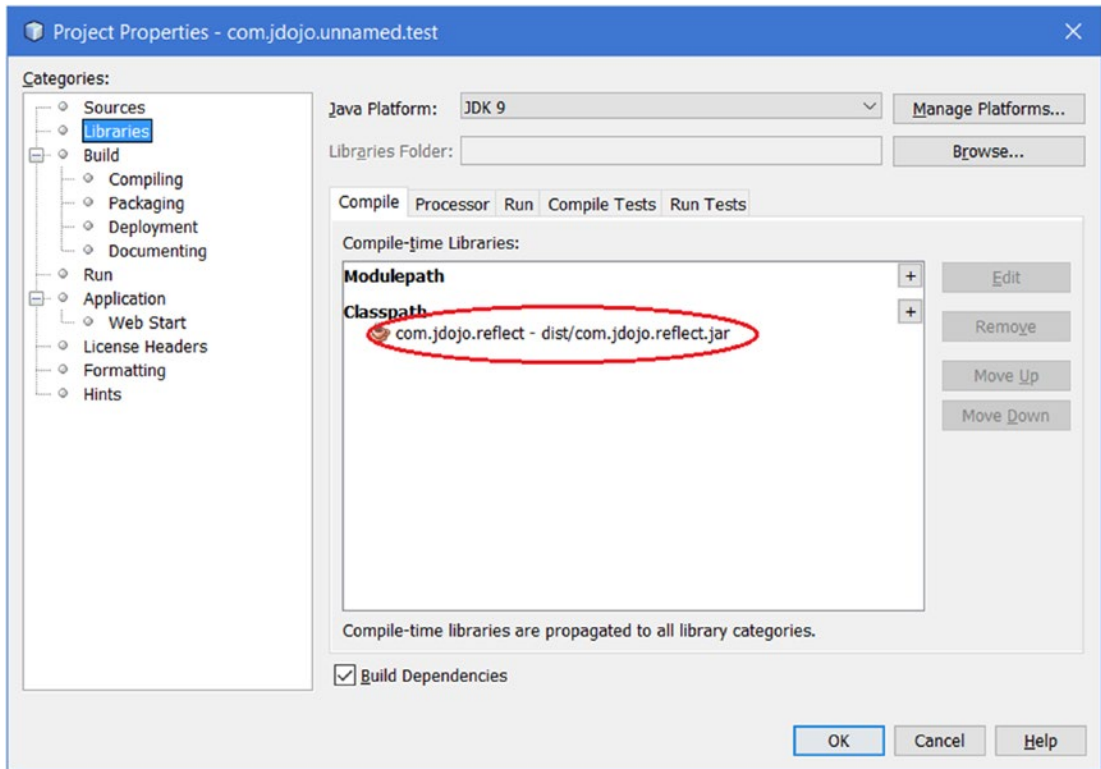 Project Properties - com.jdojo.unnamed.test
Categories:
Sources
Libraries
Build
Compiling
Packaging
Deployment
Documenting
Run
Application
Web Start
License Headers
Formatting
Hints
Java Platform: JDK 9 Manage Platforms...
Libraries Folder: Browse...
Compile Processor Run Compile Tests Run Tests
Compile-time Libraries:
Modulepath + Edit
Classpath +
com.jdojo.reflect - dist/com.jdojo.reflect.jar
Remove
Move Up
Move Down
Compile-time libraries are propagated to all library categories.
Build Dependencies
OK Cancel Help